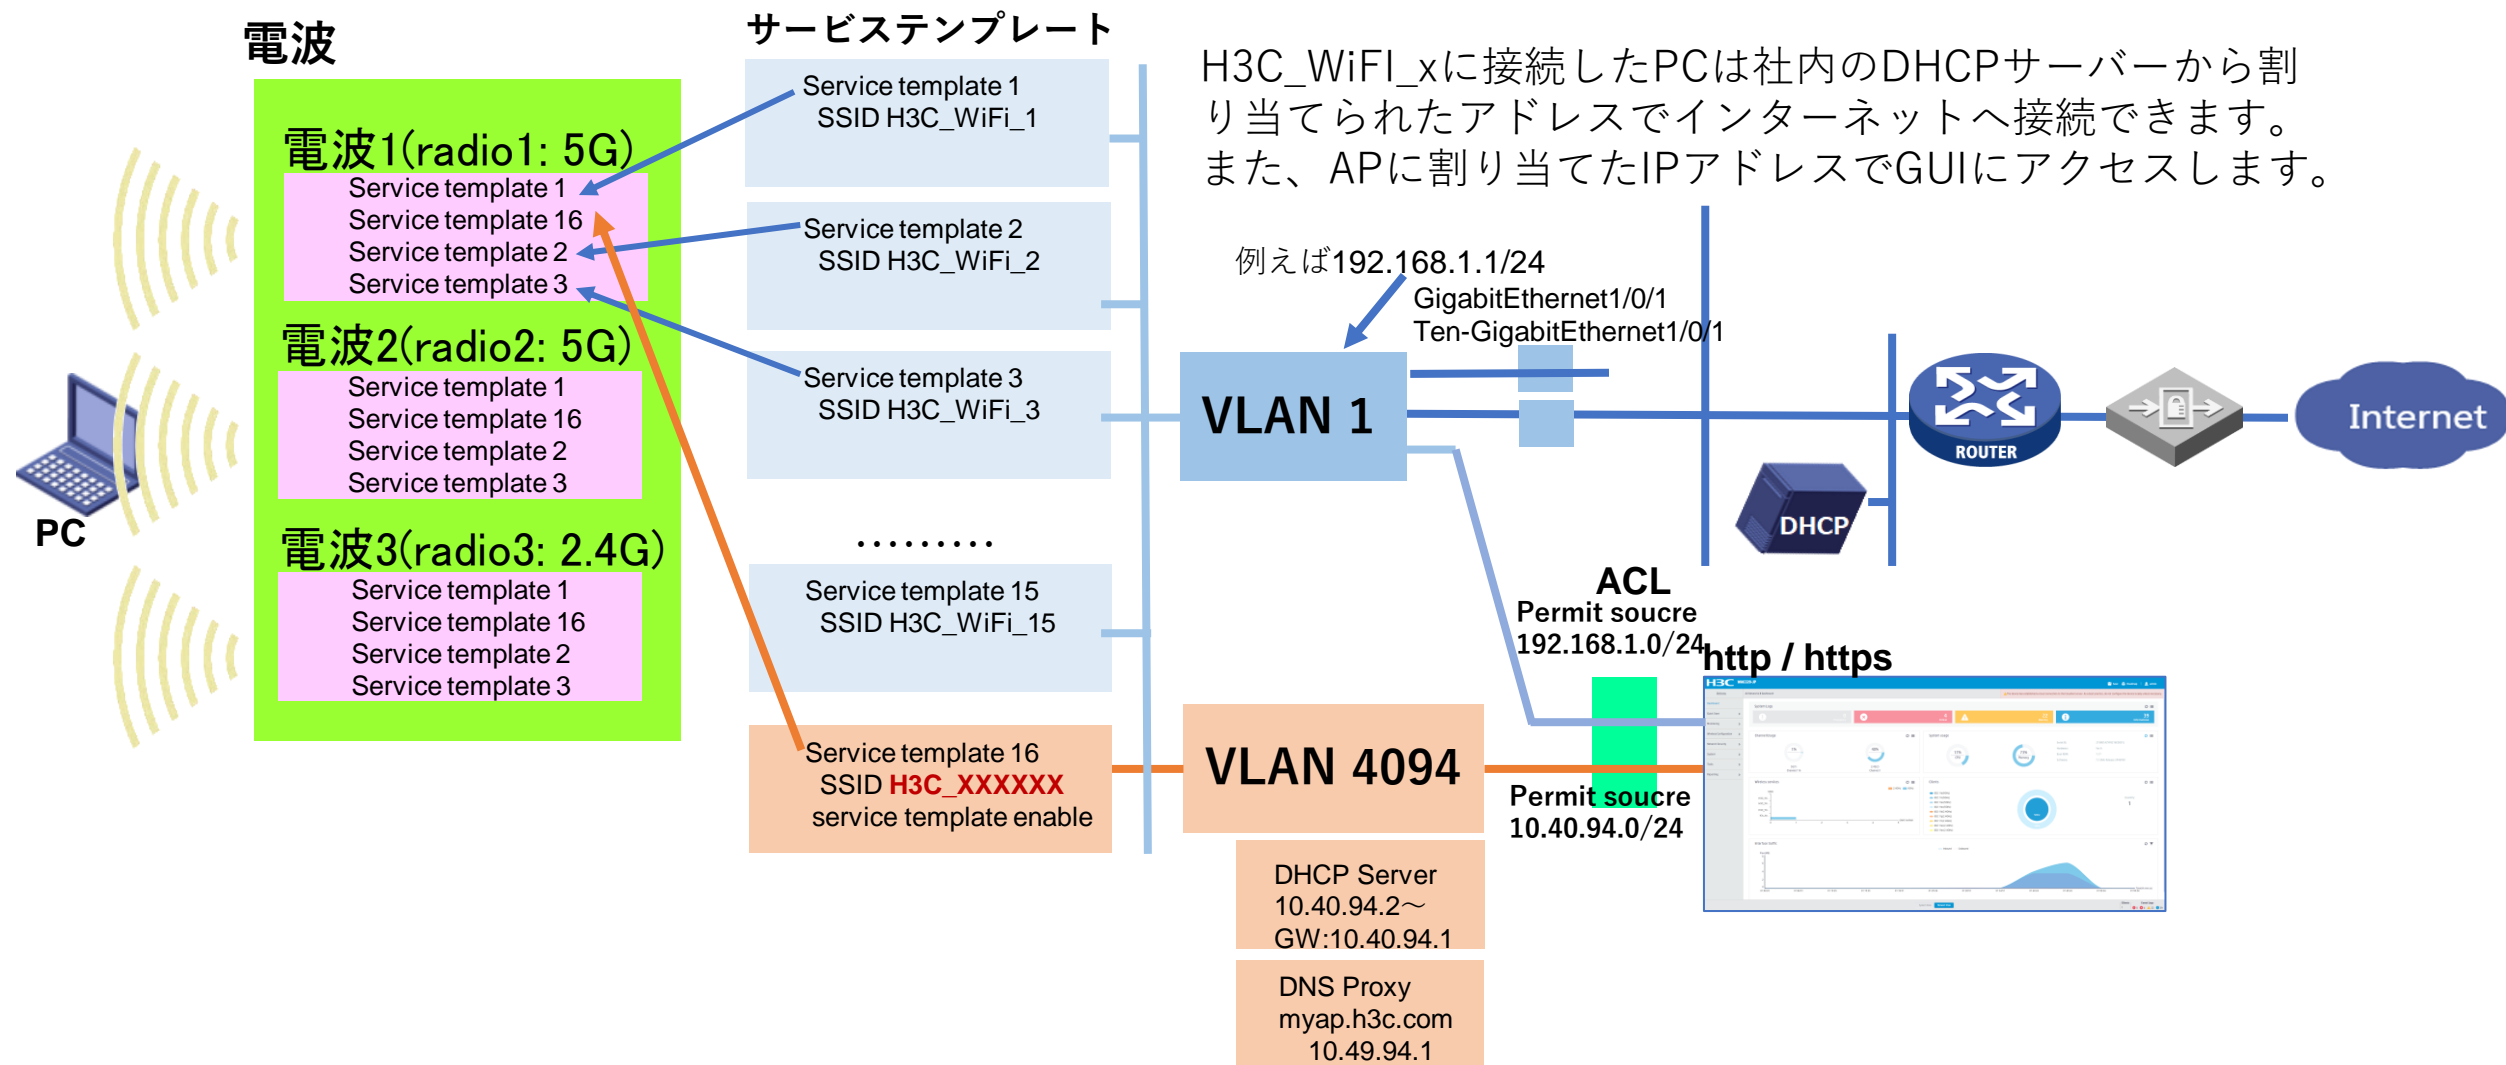 電波
サービステンプレート
H3C_WiFI_xに接続したPCは社内のDHCPサーバーから割
り当てられたアドレスでインターネットへ接続できます。
また、APに割り当てたIPアドレスでGUIにアクセスします。
電波1(radio1: 5G)
Service template 1
Service template 16
Service template 2
Service template 3
電波2(radio2: 5G)
Service template 1
Service template 16
Service template 2
Service template 3
電波3(radio3: 2.4G)
Service template 1
Service template 16
Service template 2
Service template 3
PC
Service template 1
SSID H3C_WiFi_1
Service template 2
SSID H3C_WiFi_2
Service template 3
SSID H3C_WiFi_3
………
Service template 15
SSID H3C_WiFi_15
Service template 16
SSID H3C_XXXXXX
service template enable
例えば192.168.1.1/24
GigabitEthernet1/0/1
Ten-GigabitEthernet1/0/1
VLAN 1
ROUTER
Internet
DHCP
ACL
Permit soucre
192.168.1.0/24
http / https
H3C
VLAN 4094
Permit soucre
10.40.94.0/24
DHCP Server
10.40.94.2～
GW:10.40.94.1
DNS Proxy
myap.h3c.com
10.49.94.1